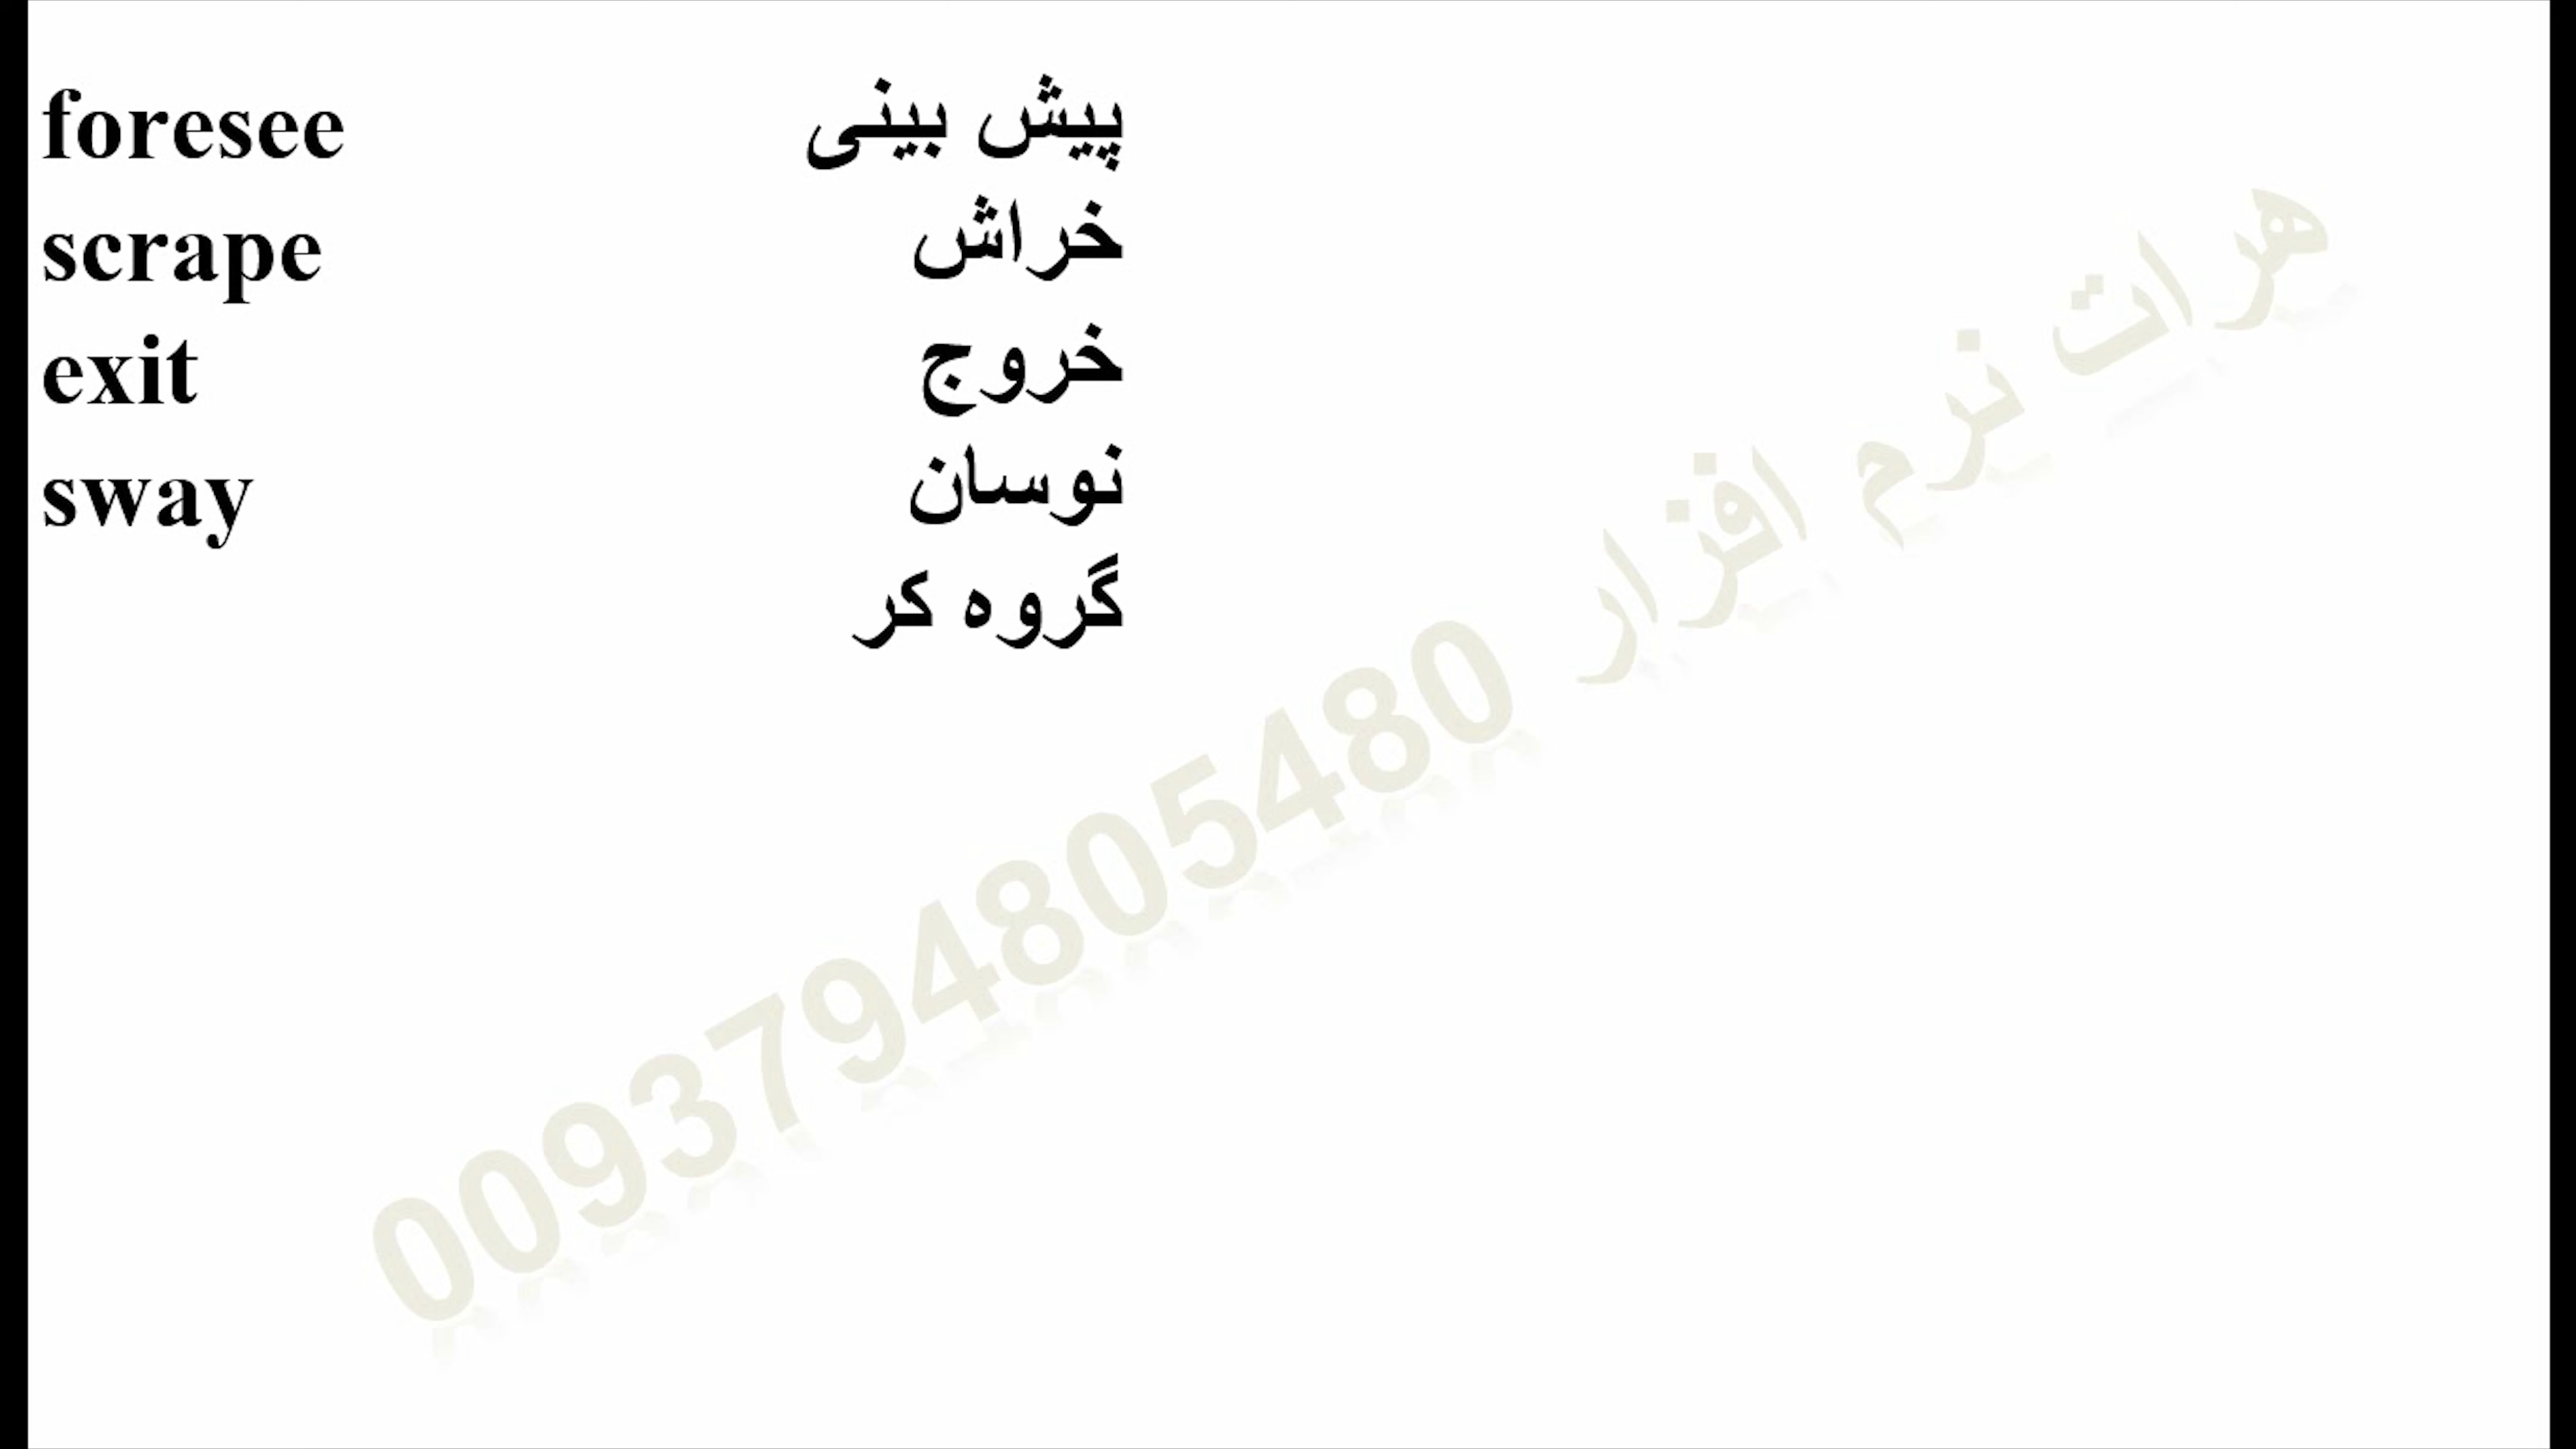 foresee پیش بینی
scrape خراش
exit خروج
sway نوسان
گروه کر
هرات نرم افزار 0093794805480